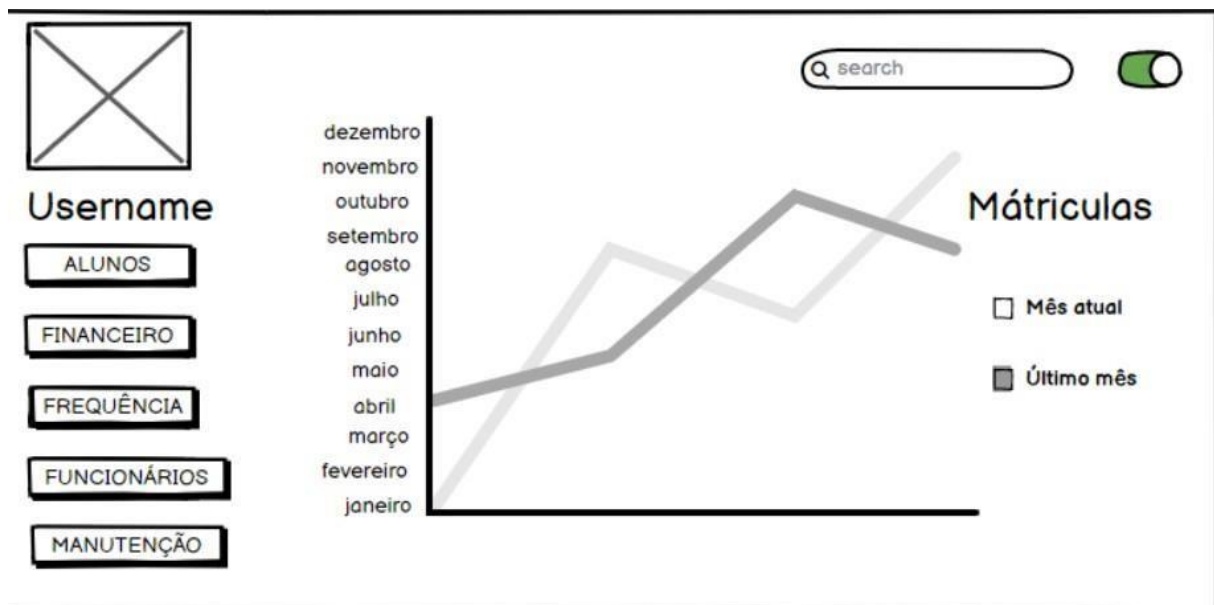 search
Username
ALUNOS
FINANCEIRO
FREQUÊNCIA
FUNCIONÁRIOS
MANUTENÇÃO
dezembro
novembro
outubro
setembro
agosto
julho
junho
maio
abril
março
fevereiro
janeiro
Mátriculas
Mês atual
Último mês